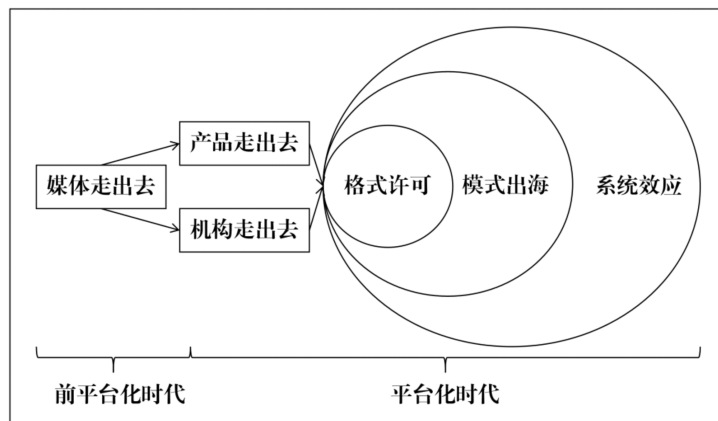 产品走出去
媒体走出去
机构走出去
格式许可
模式出海
系统效应
前平台化时代
平台化时代